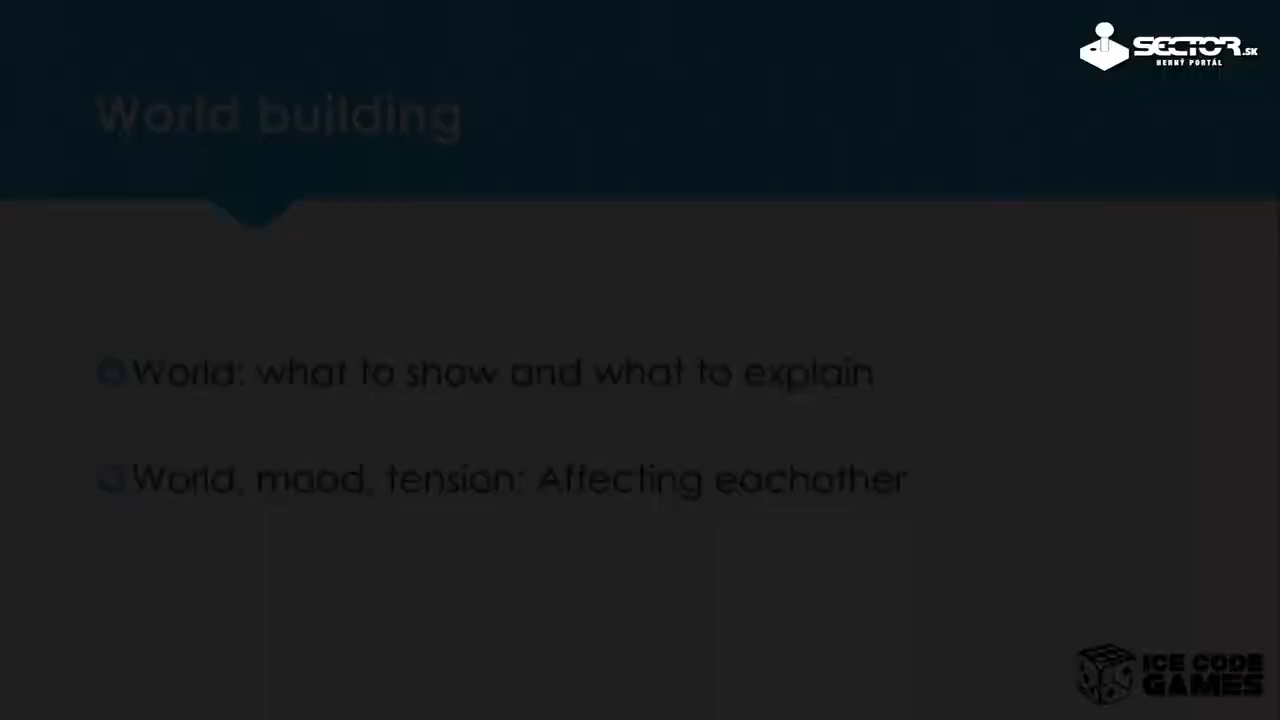 SECTOR.SK
HERNÝ PORTÁL
World building
World: what to show and what to explain
World, mood, tension: Affecting eachother
ICE CODE
GAMES